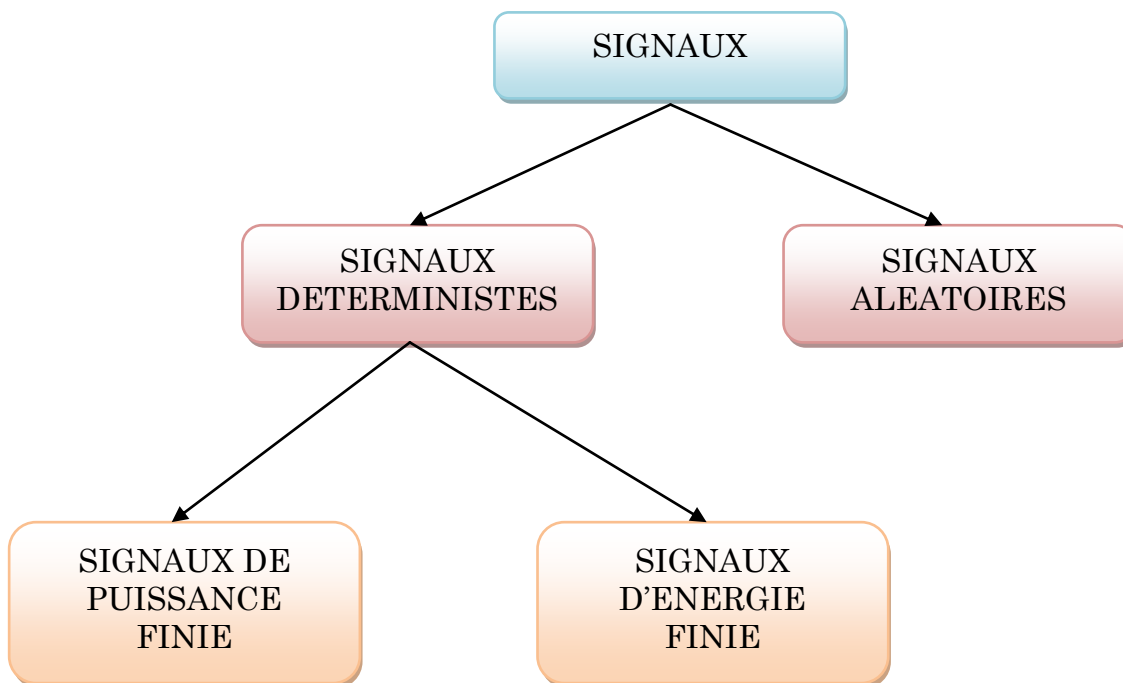 SIGNAUX
SIGNAUX
DETERMINISTES
SIGNAUX
ALEATOIRES
SIGNAUX DE
PUISSANCE
FINIE
SIGNAUX
D’ENERGIE
FINIE